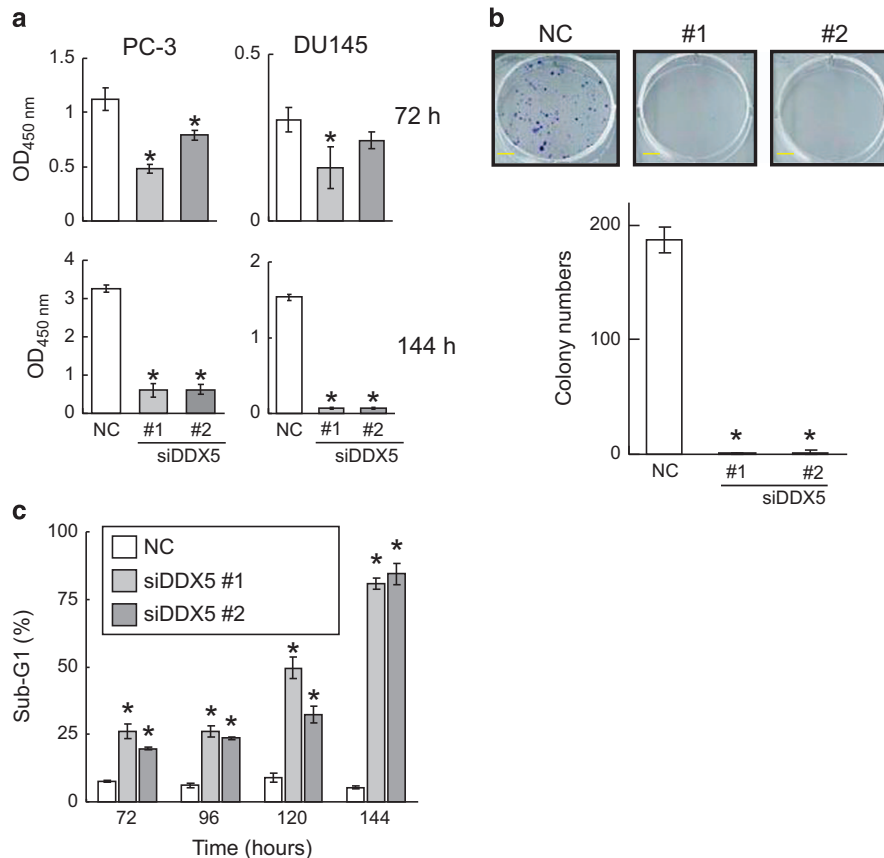 a
PC-3
DU145
1.5
1
0.5
0
OD450 nm
*
*
0.5
0
*
72 h
4
3
2
1
0
OD450 nm
*
*
NC
#1
#2
siDDX5
2
1
0
*
*
NC
#1
#2
siDDX5
144 h
b
NC
#1
#2
200
100
0
Colony numbers
*
*
NC
#1
#2
siDDX5
c
NC
siDDX5 #1
siDDX5 #2
100
75
50
25
0
Sub-G1 (%)
*
*
*
*
*
*
*
*
72
96
120
144
Time (hours)